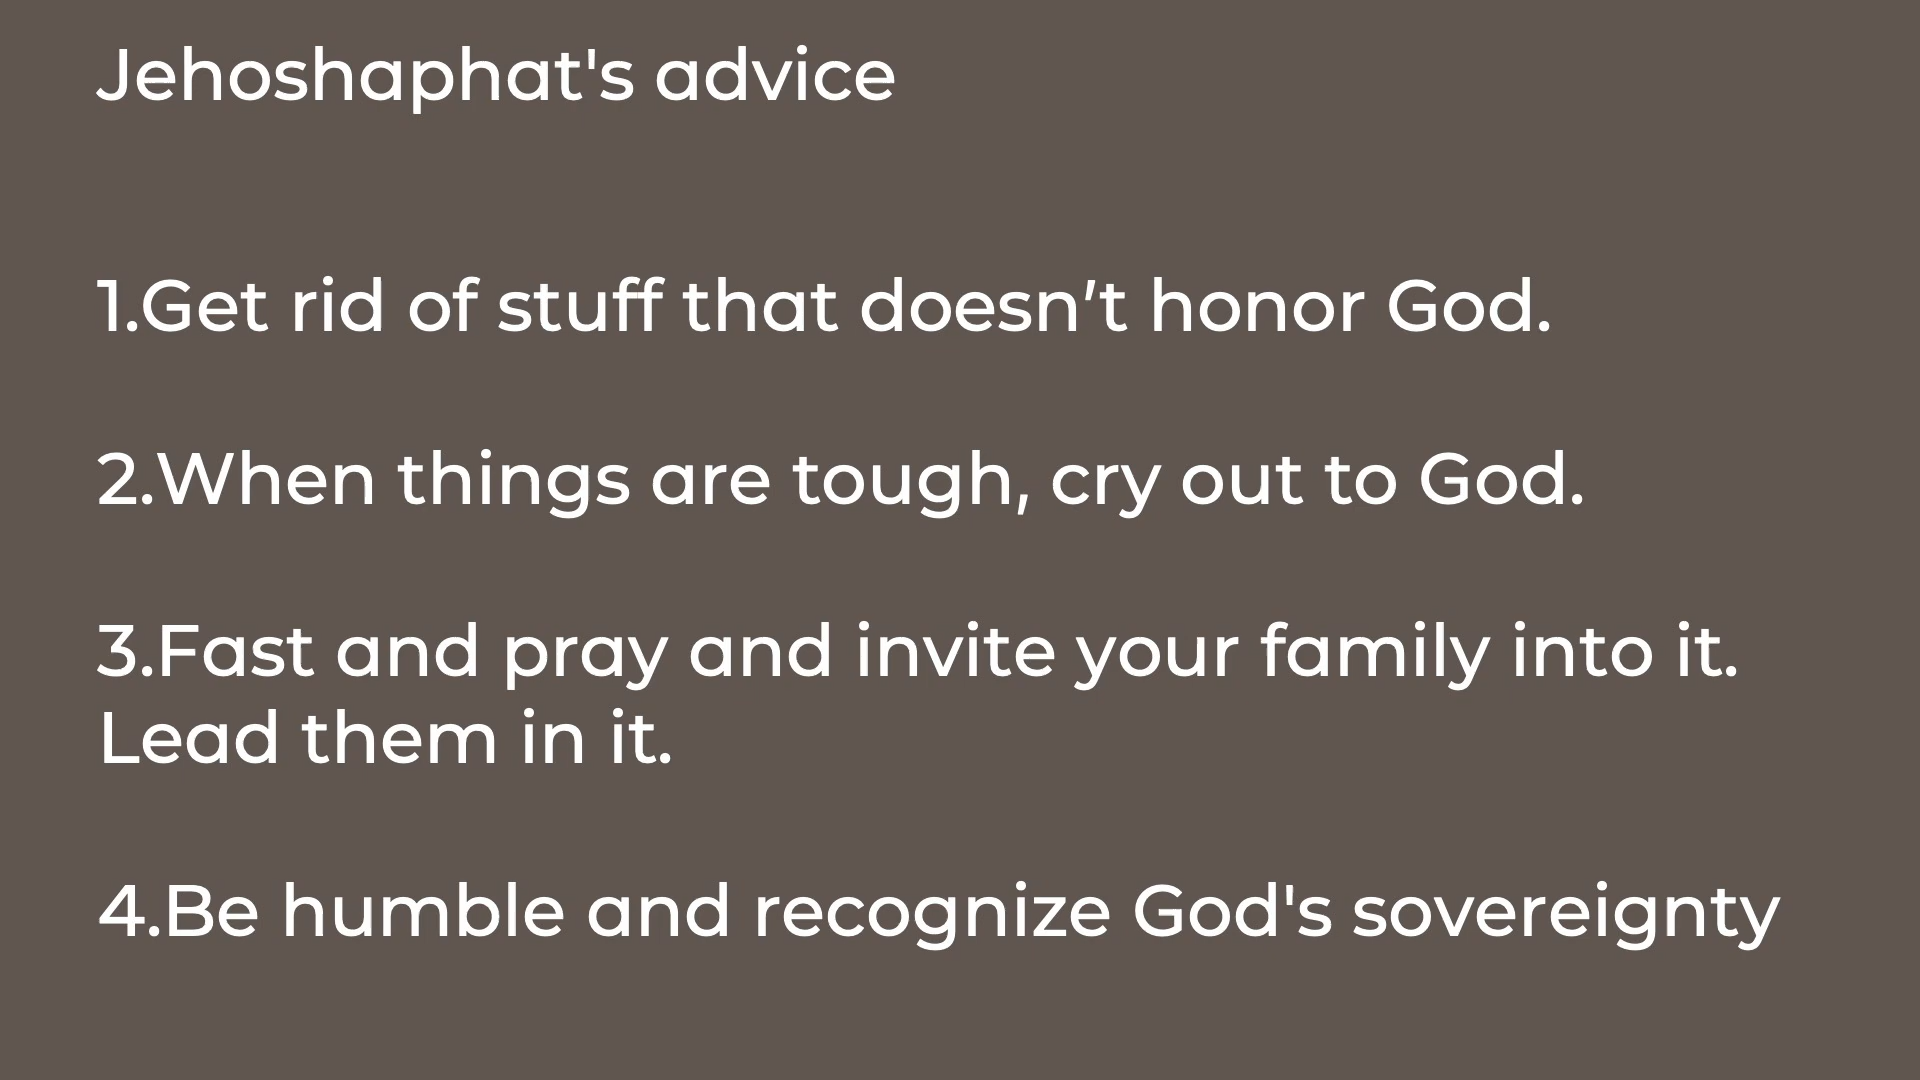 Jehoshaphat's advice
1.Get rid of stuff that doesn’t honor God.
2.When things are tough, cry out to God.
3.Fast and pray and invite your family into it.
Lead them in it.
4.Be humble and recognize God's sovereignty